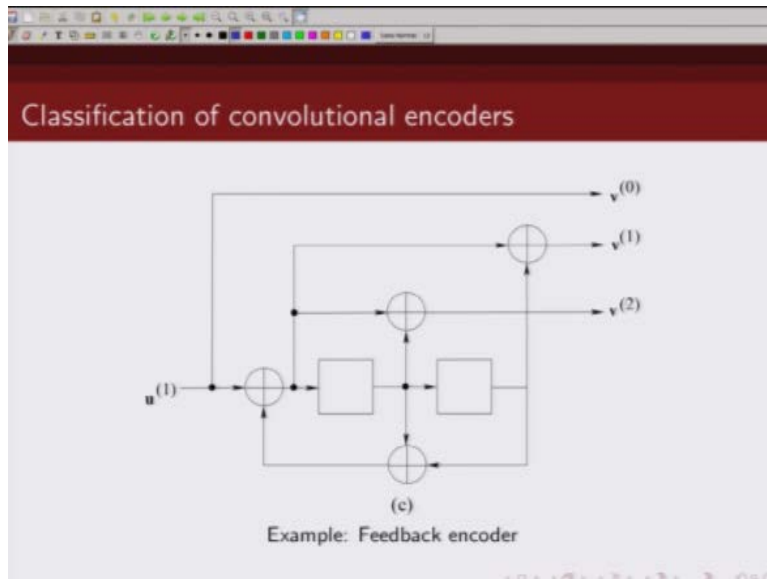 Classification of convolutional encoders
v(0)
v(1)
v(2)
u(1)
(c)
Example: Feedback encoder